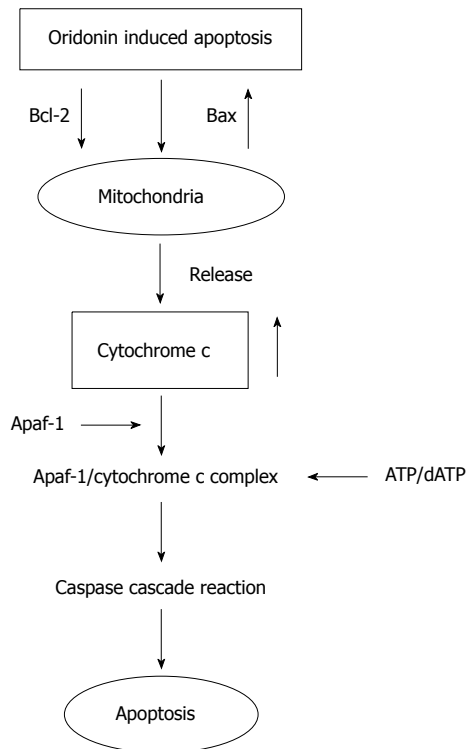 Oridonin induced apoptosis
Bcl-2
Bax
Mitochondria
Release
Cytochrome c
Apaf-1
Apaf-1/cytochrome c complex
ATP/dATP
Caspase cascade reaction
Apoptosis